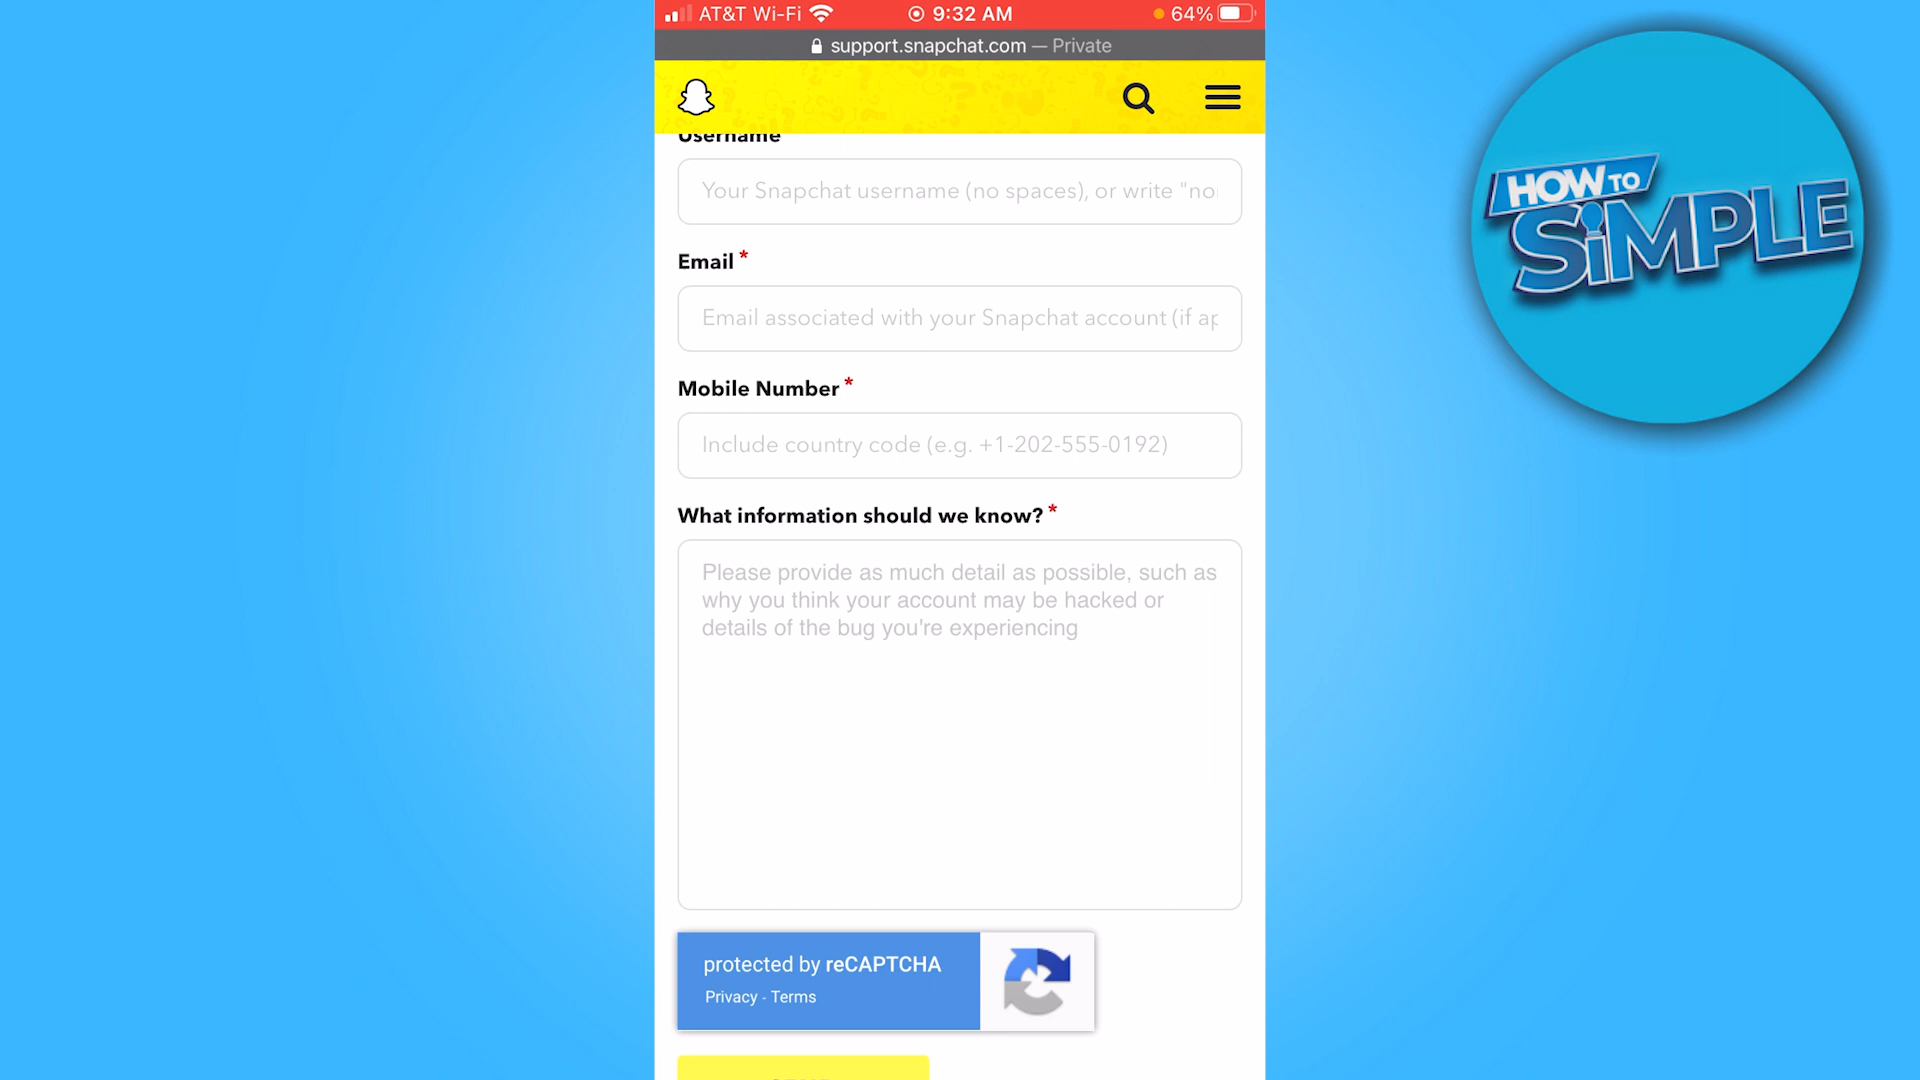 AT&T Wi-Fi 9:32 AM 64%
support.snapchat.com — Private
Username
Your Snapchat username (no spaces), or write "no
Email *
Email associated with your Snapchat account (if ap
Mobile Number *
Include country code (e.g. +1-202-555-0192)
What information should we know? *
Please provide as much detail as possible, such as
why you think your account may be hacked or
details of the bug you're experiencing
protected by reCAPTCHA
Privacy - Terms
HOW TO
SiMPLE